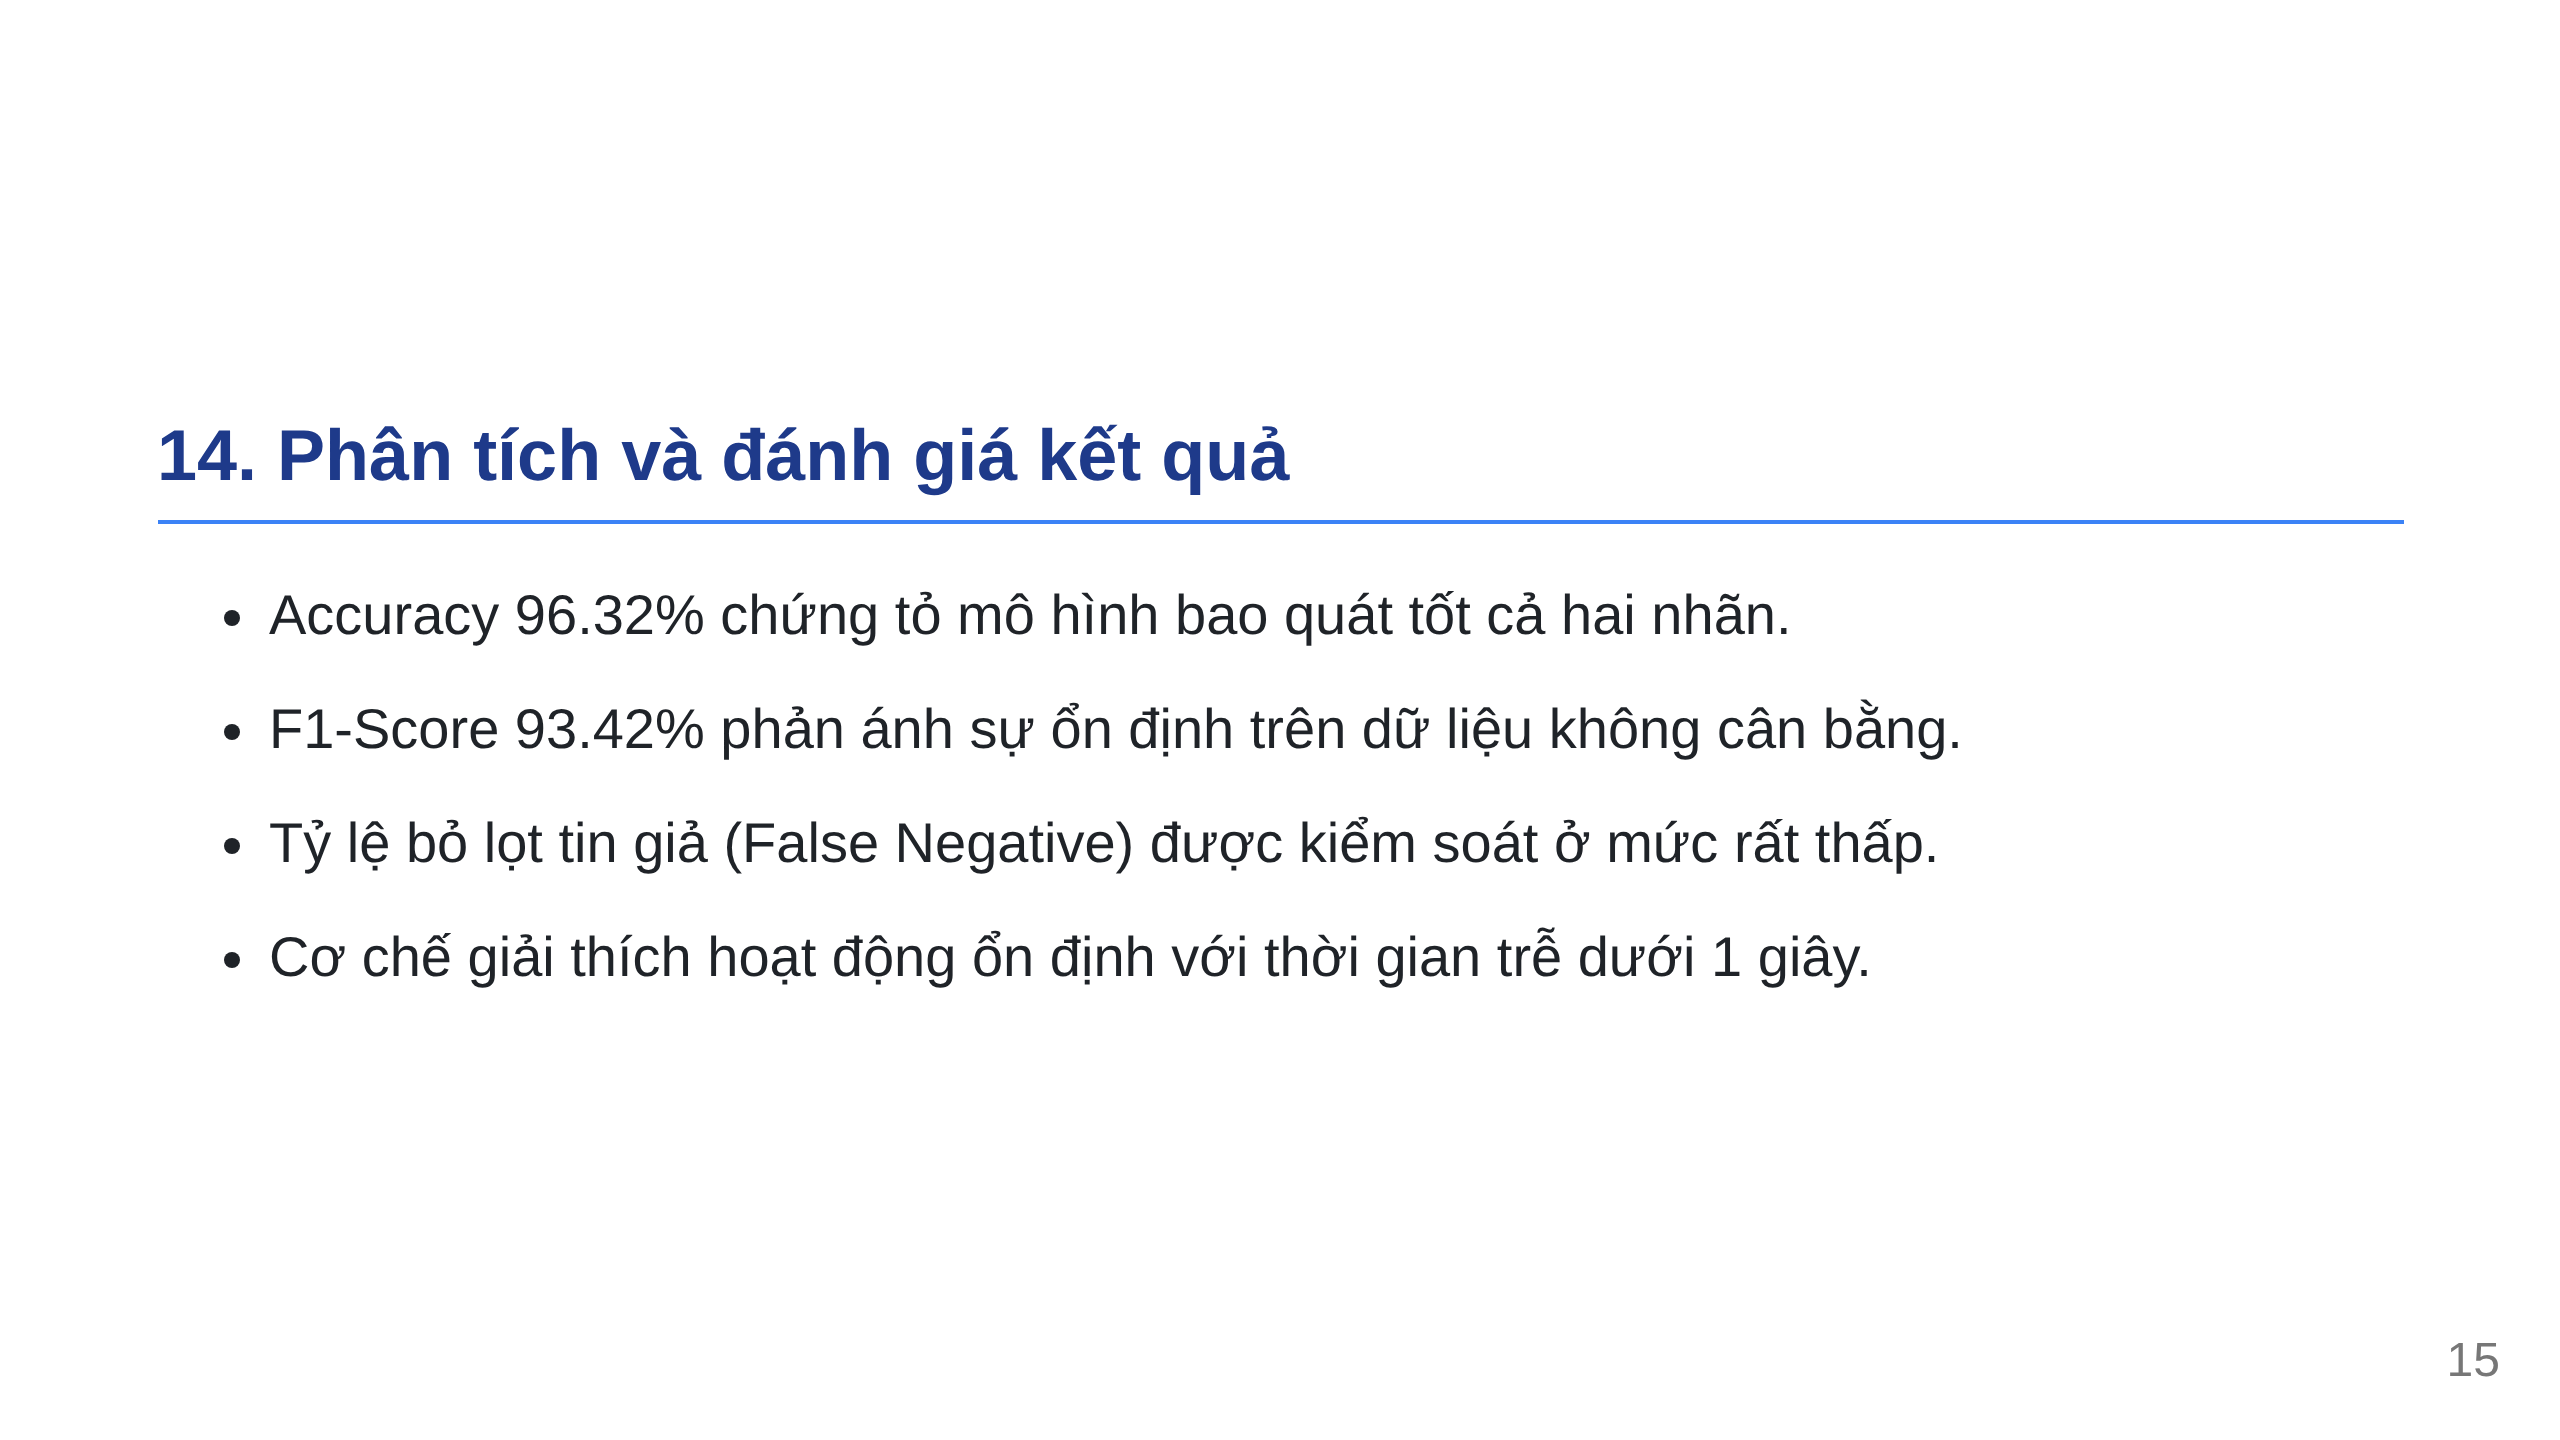 14. Phân tích và đánh giá kết quả
• Accuracy 96.32% chứng tỏ mô hình bao quát tốt cả hai nhãn.
• F1-Score 93.42% phản ánh sự ổn định trên dữ liệu không cân bằng.
• Tỷ lệ bỏ lọt tin giả (False Negative) được kiểm soát ở mức rất thấp.
• Cơ chế giải thích hoạt động ổn định với thời gian trễ dưới 1 giây.
15